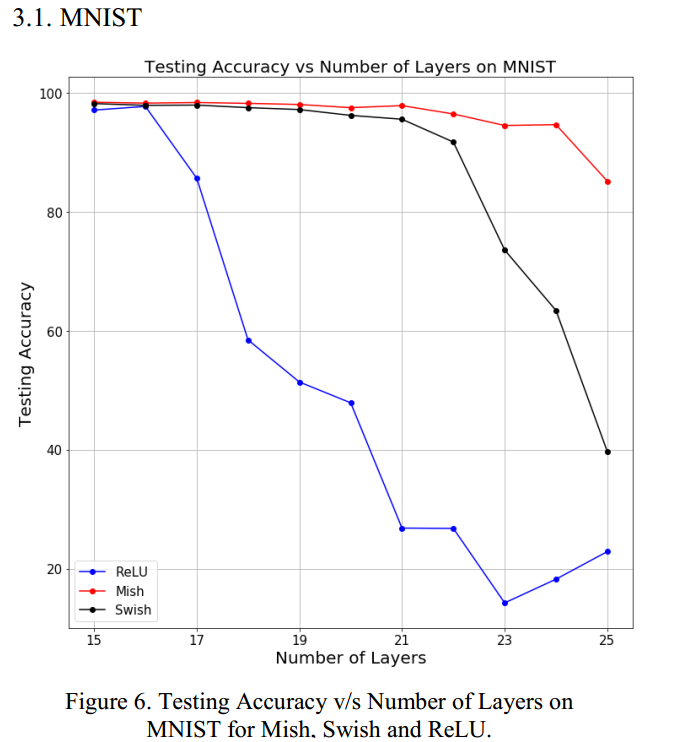 3.1. MNIST
Testing Accuracy vs Number of Layers on MNIST
100
80
60
40
20
Testing Accuracy
ReLU
Mish
Swish
15 17 19 21 23 25
Number of Layers
Figure 6. Testing Accuracy v/s Number of Layers on
MNIST for Mish, Swish and ReLU.